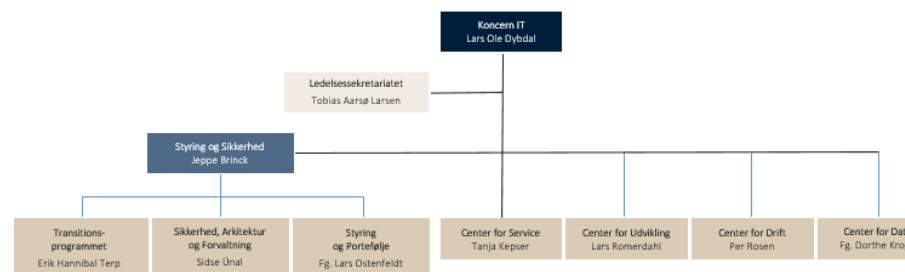 Koncern IT
Lars Ole Dybdal
Ledelsessekretariatet
Tobias Aarsø Larsen
Styring og Sikkerhed
Jeppe Brinck
Transitions-
programmet
Erik Hannibal Terp
Sikkerhed, Arkitektur
og Forvaltning
Sidse Ünal
Styring
og Portefølje
Fg. Lars Ostenfeldt
Center for Service
Tanja Kepser
Center for Udvikling
Lars Romerdahl
Center for Drift
Per Rosen
Center for Dat
Fg. Dorthe Kro